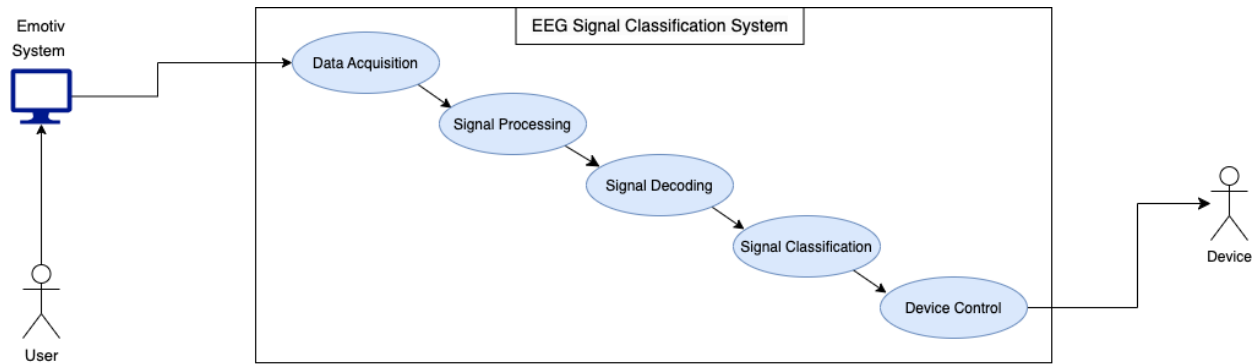 Emotiv
System
EEG Signal Classification System
Data Acquisition
Signal Processing
Signal Decoding
Signal Classification
Device Control
Device
User